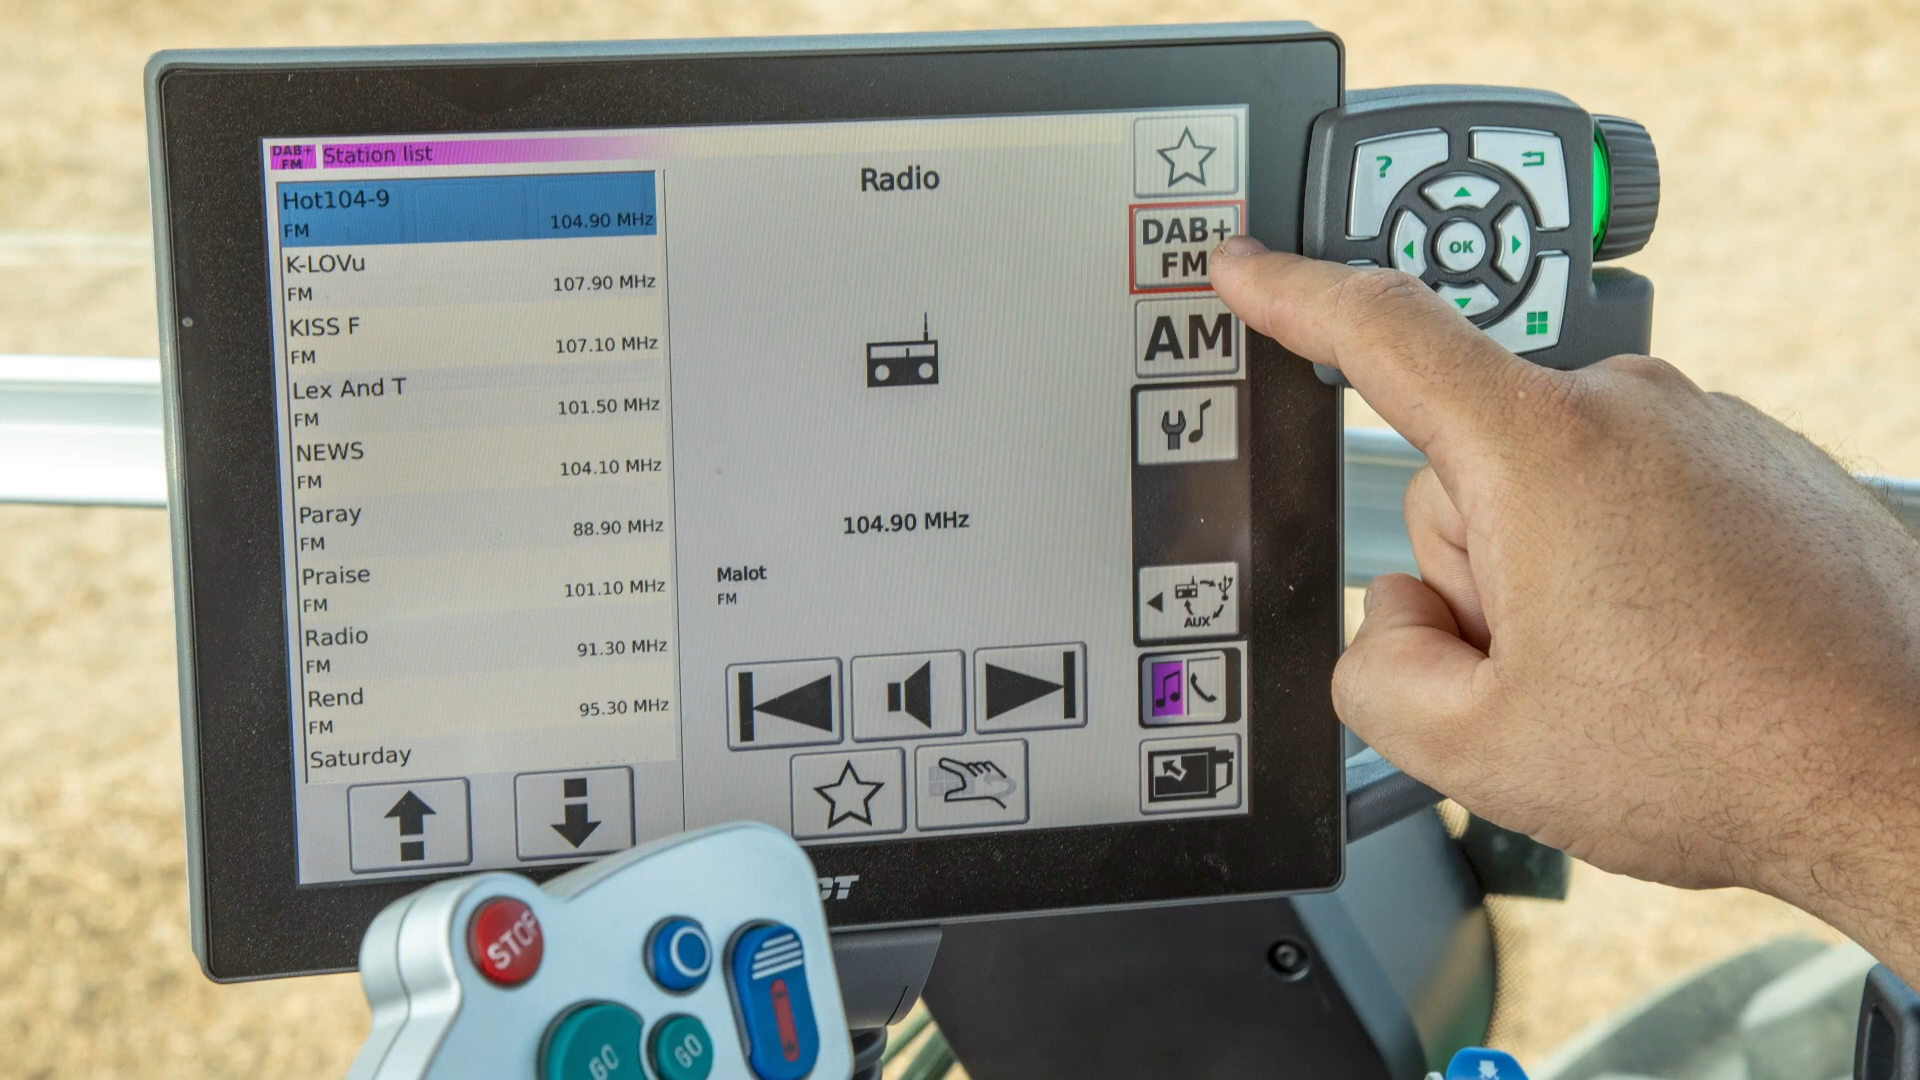 DAB+
FM
Station list
Hot104-9
FM 104.90 MHz
K-LOVu
FM 107.90 MHz
KISS F
FM 107.10 MHz
Lex And T
FM 101.50 MHz
NEWS
FM 104.10 MHz
Paray
FM 88.90 MHz
Praise
FM 101.10 MHz
Radio
FM 91.30 MHz
Rend
FM 95.30 MHz
Saturday
Radio
104.90 MHz
Malot
FM
DAB+
FM
AM
AUX
?
OK
STOP
GO
GO